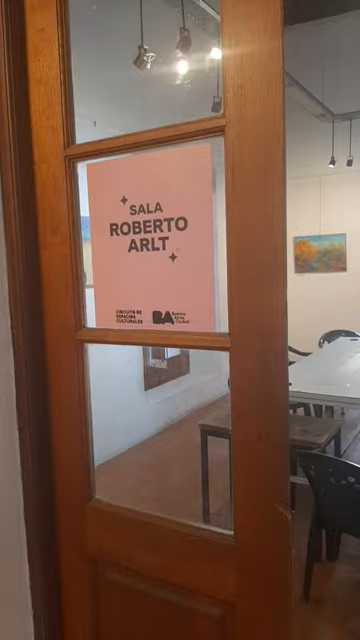 SALA
ROBERTO
ARLT
CIRCUITO DE
ESPACIOS
CULTURALES
BA
Buenos
Aires
Ciudad